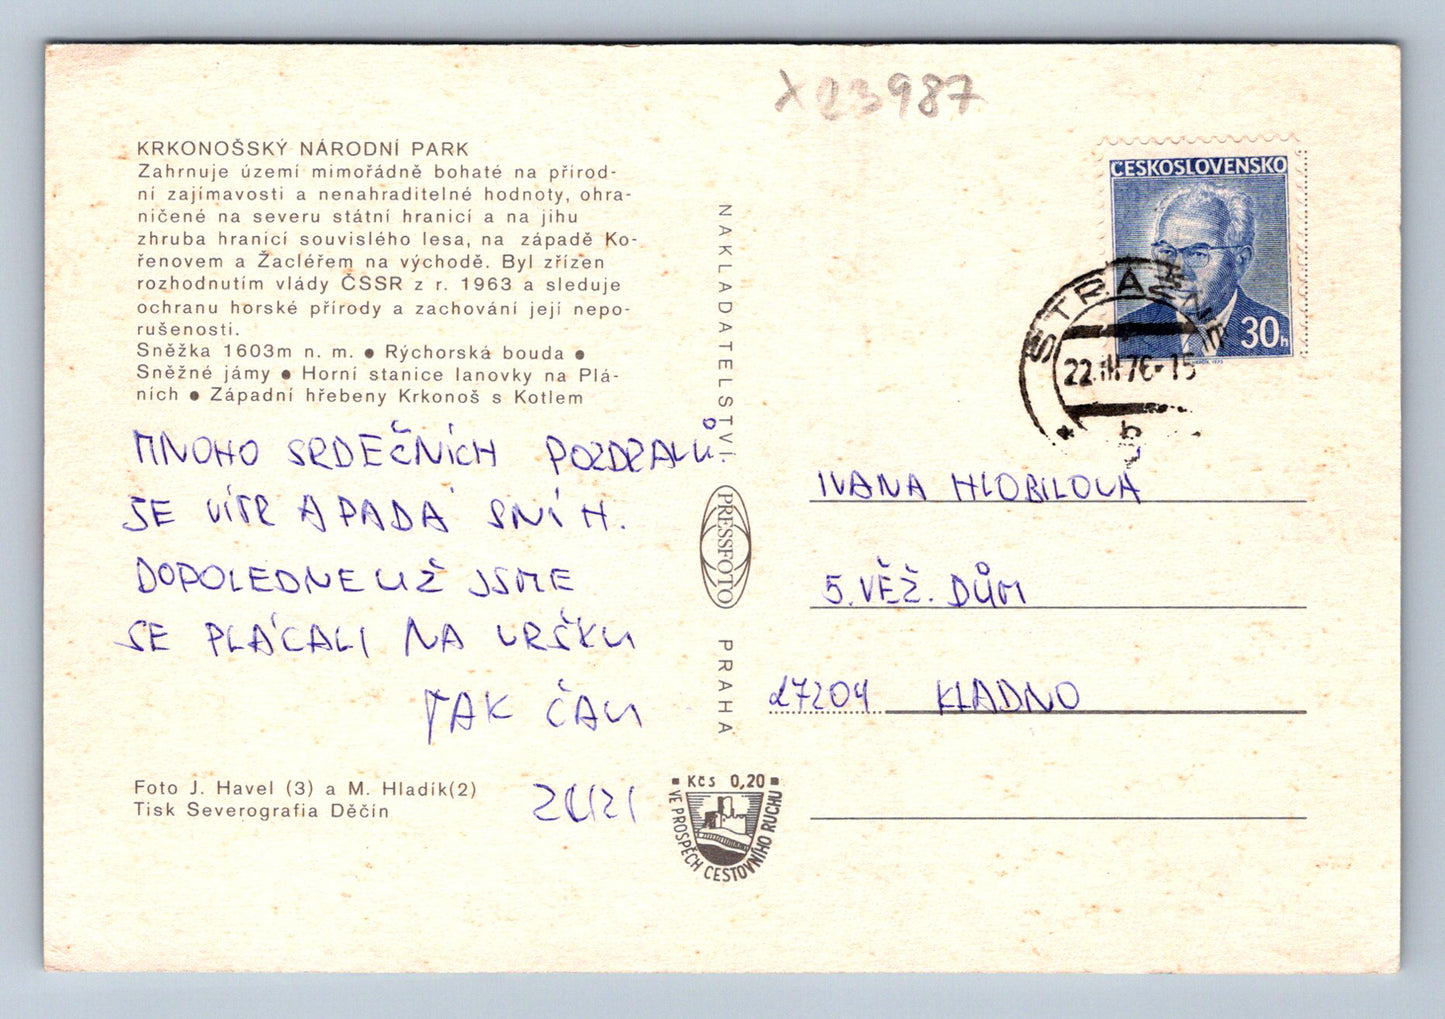 x23987
KRKONOŠSKÝ NÁRODNÍ PARK
Zahrnuje území mimořádně bohaté na přírod-
ní zajímavosti a nenahraditelné hodnoty, ohra-
ničené na severu státní hranicí a na jihu
zhruba hranicí souvislého lesa, na západě Ko-
řenovem a Žacléřem na východě. Byl zřízen
rozhodnutím vlády ČSSR z r. 1963 a sleduje
ochranu horské přírody a zachování její nepo-
rušenosti.
Sněžka 1603m n. m. ● Rýchorská bouda ●
Sněžné jámy ● Horní stanice lanovky na Plá-
ních ● Západní hřebeny Krkonoš s Kotlem
MNOHO SRDEČNÍCH POZDRAVŮ.
JE VÍTR A PADÁ SNÍH.
DOPOLEDNE UŽ JSME
SE PLÁCALI NA VRŠKU
TAK ČAU
Foto J. Havel (3) a M. Hladík(2)
Tisk Severografia Děčín
NAKLADATELSTVÍ
PRESSFOTO
PRAHA
Kčs 0,20
VE PROSPĚCH CESTOVNÍHO RUCHU
ČESKOSLOVENSKO
30h
STRÁŽNÉ
22.III.76-15
b
IVANA HLOBILOVÁ
5. VĚŽ. DŮM
27204 KLADNO